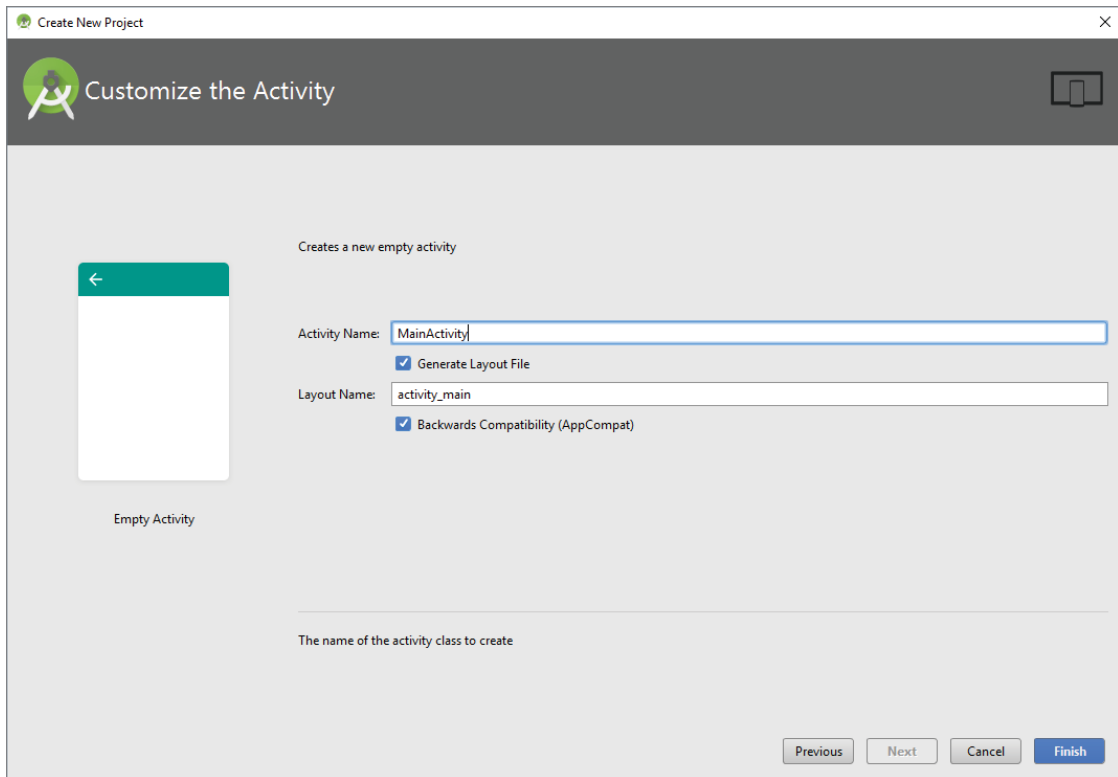 Create New Project
Customize the Activity
Creates a new empty activity
Activity Name: MainActivity
Generate Layout File
Layout Name: activity_main
Backwards Compatibility (AppCompat)
Empty Activity
The name of the activity class to create
Previous Next Cancel Finish